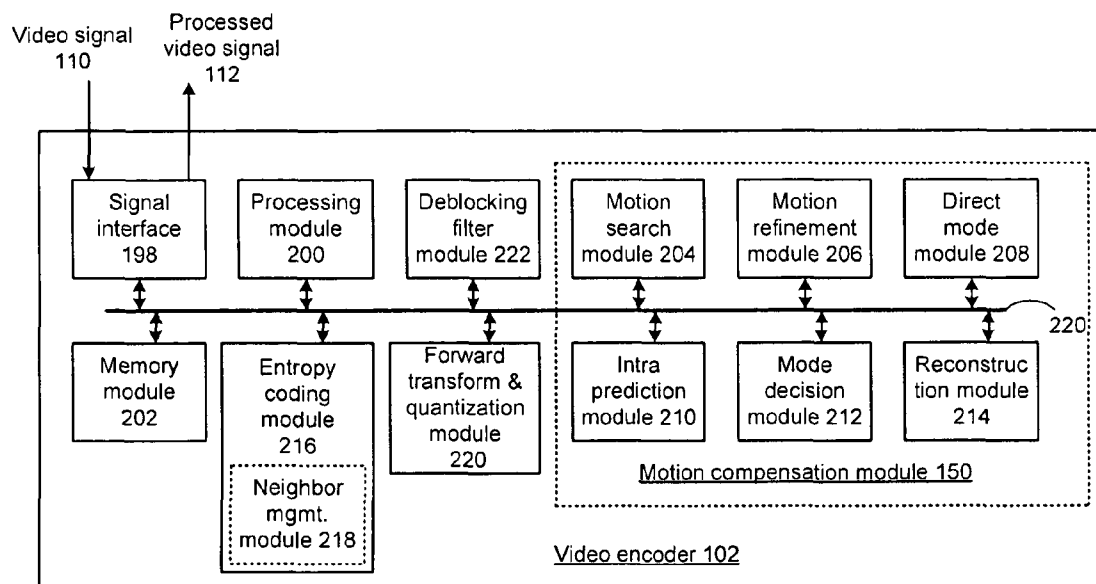 Video signal
110
Processed
video signal
112
Signal
interface
198
Processing
module
200
Deblocking
filter
module 222
Motion
search
module 204
Motion
refinement
module 206
Direct
mode
module 208
220
Memory
module
202
Entropy
coding
module
216
Neighbor
mgmt.
module 218
Forward
transform &
quantization
module
220
Intra
prediction
module 210
Mode
decision
module 212
Reconstruc
tion module
214
Motion compensation module 150
Video encoder 102